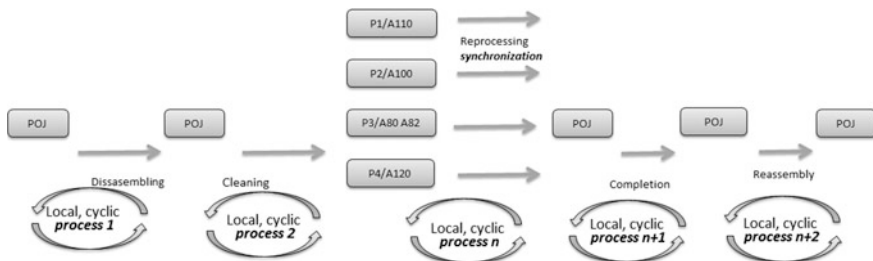 P1/A110
Reprocessing
synchronization
P2/A100
POJ
POJ
P3/A80 A82
POJ
POJ
POJ
Dissasembling
Cleaning
P4/A120
Completion
Reassembly
Local, cyclic
process 1
Local, cyclic
process 2
Local, cyclic
process n
Local, cyclic
process n+1
Local, cyclic
process n+2